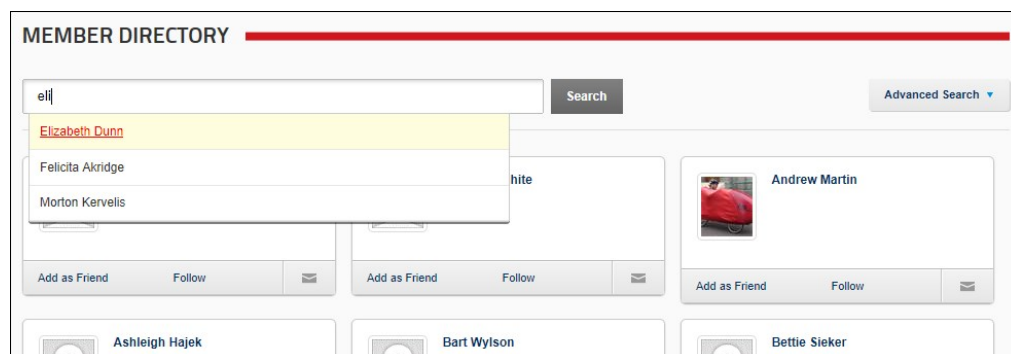 MEMBER DIRECTORY
eli
Search
Advanced Search
Elizabeth Dunn
Felicita Akridge
Morton Kervelis
hite
Andrew Martin
Add as Friend Follow
Add as Friend Follow
Add as Friend Follow
Ashleigh Hajek
Bart Wylson
Bettie Sieker